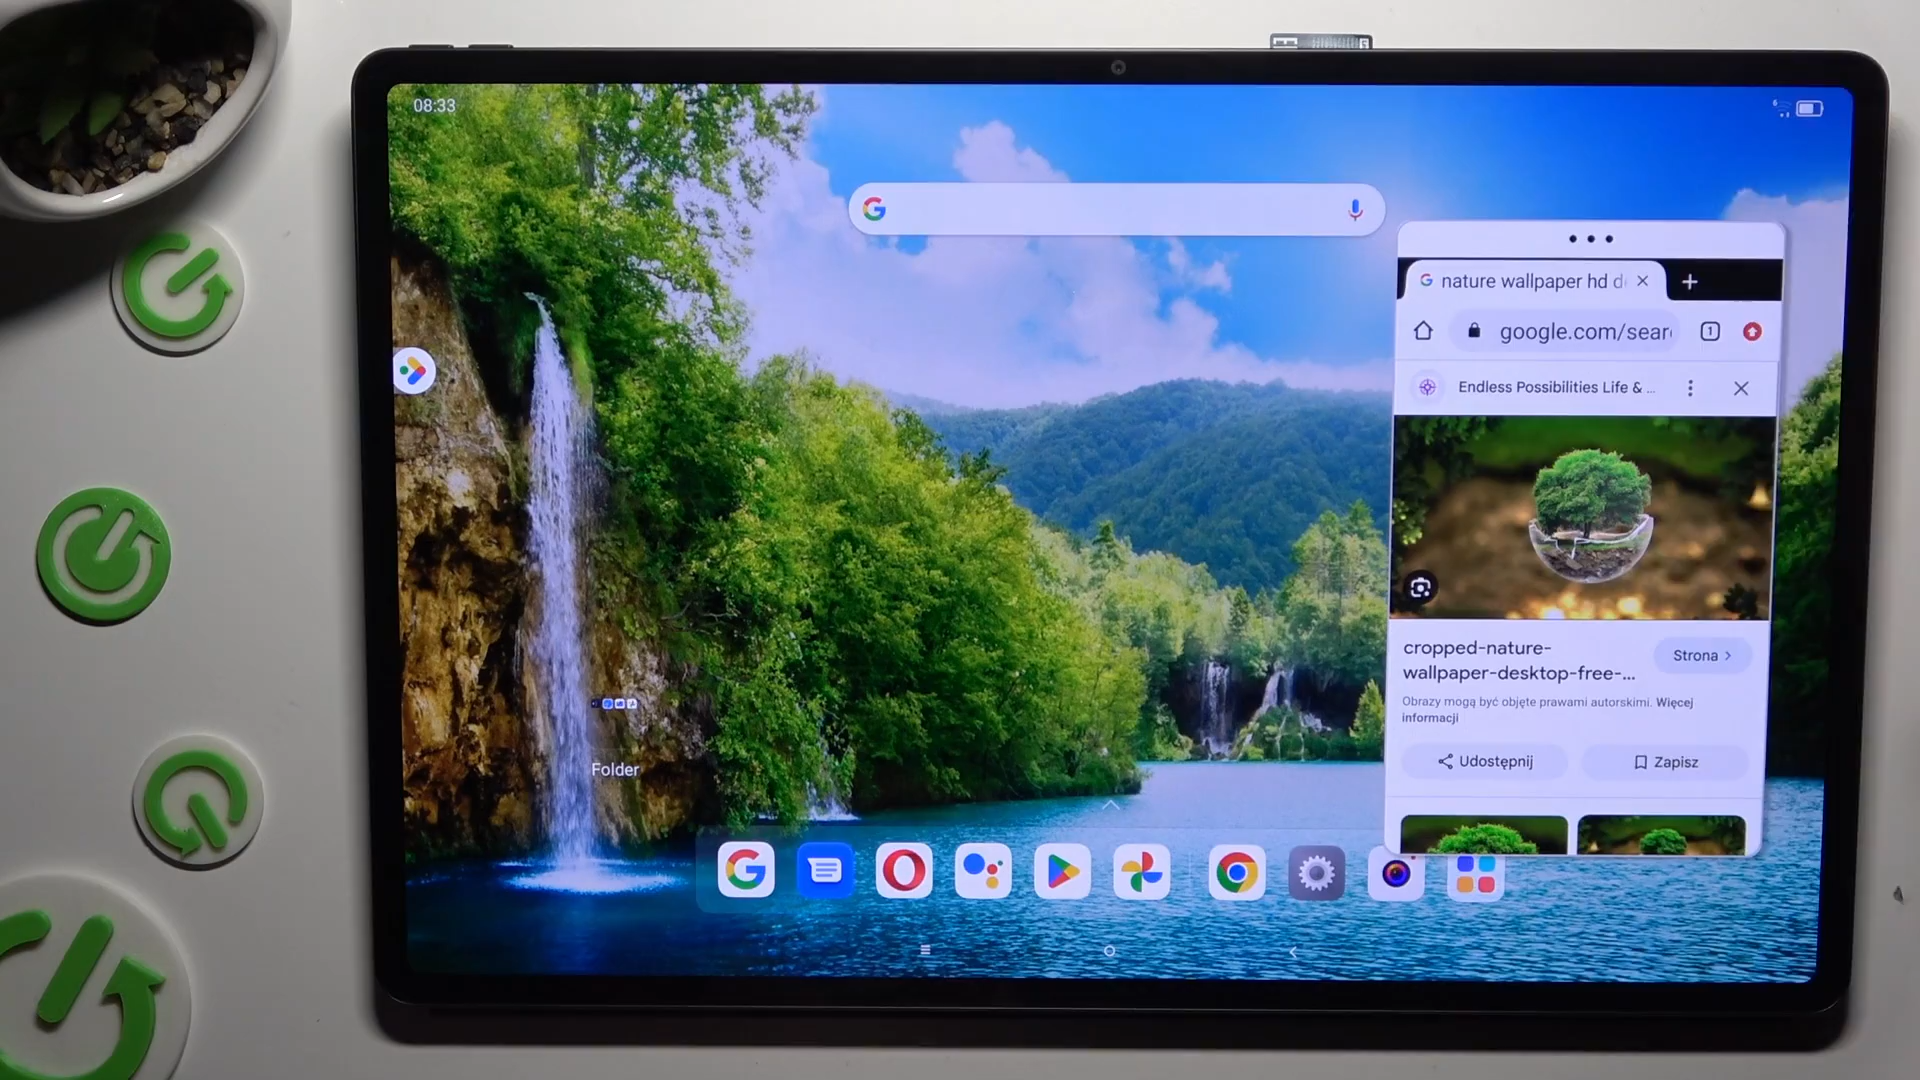 08:33
nature wallpaper hd d
google.com/sear
1
Endless Possibilities Life & ...
cropped-nature-
wallpaper-desktop-free-...
Strona
Obrazy mogą być objęte prawami autorskimi. Więcej
informacji
Udostępnij
Zapisz
Folder